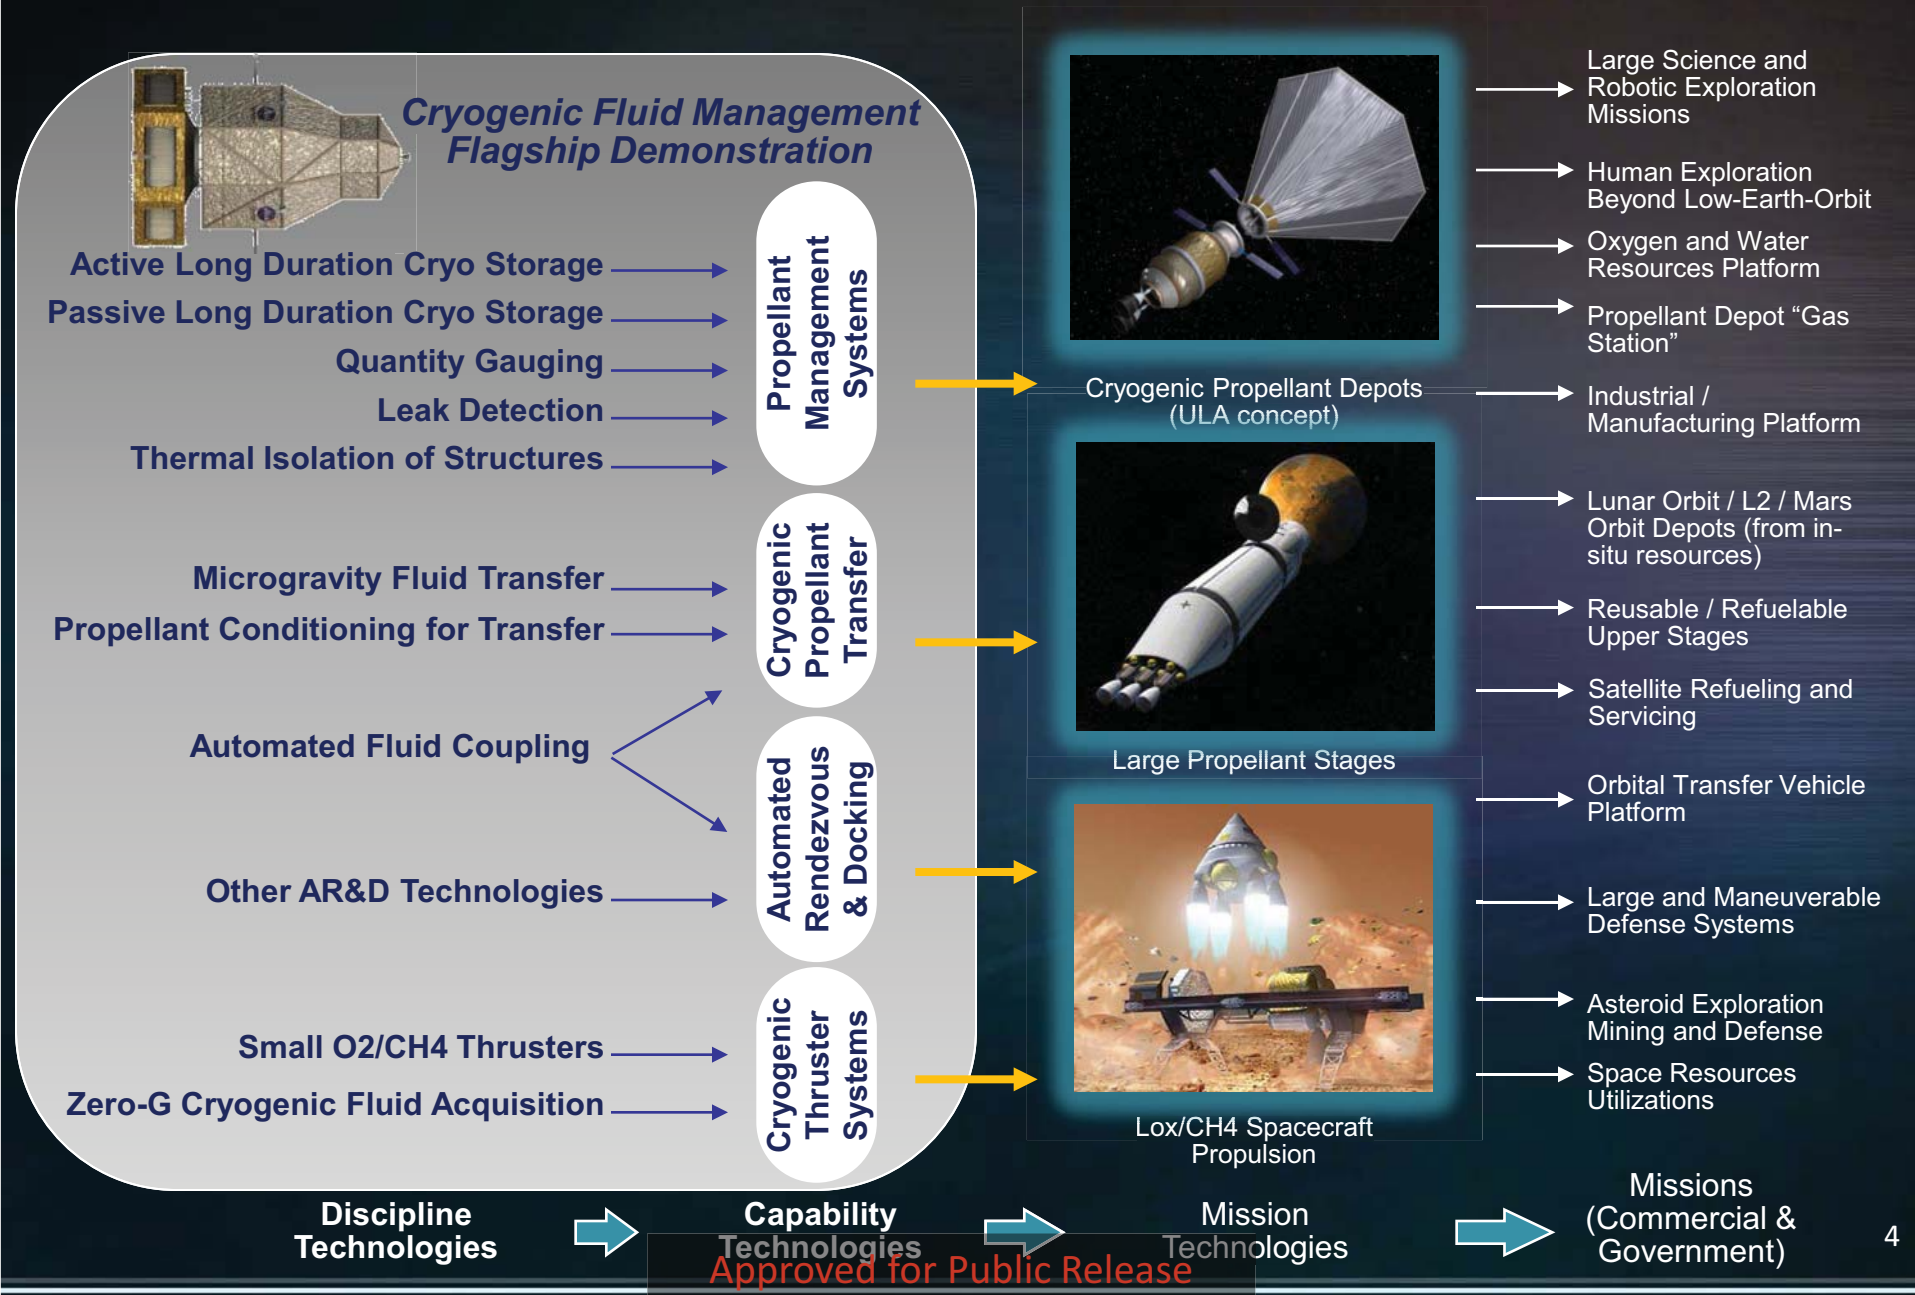 Cryogenic Fluid Management
Flagship Demonstration
Active Long Duration Cryo Storage
Passive Long Duration Cryo Storage
Quantity Gauging
Leak Detection
Thermal Isolation of Structures
Microgravity Fluid Transfer
Propellant Conditioning for Transfer
Automated Fluid Coupling
Other AR&D Technologies
Small O2/CH4 Thrusters
Zero-G Cryogenic Fluid Acquisition
Propellant
Management
Systems
Cryogenic
Propellant
Transfer
Automated
Rendezvous
& Docking
Cryogenic
Thruster
Systems
Cryogenic Propellant Depots
(ULA concept)
Large Propellant Stages
Lox/CH4 Spacecraft
Propulsion
Large Science and
Robotic Exploration
Missions
Human Exploration
Beyond Low-Earth-Orbit
Oxygen and Water
Resources Platform
Propellant Depot “Gas
Station”
Industrial /
Manufacturing Platform
Lunar Orbit / L2 / Mars
Orbit Depots (from in-
situ resources)
Reusable / Refuelable
Upper Stages
Satellite Refueling and
Servicing
Orbital Transfer Vehicle
Platform
Large and Maneuverable
Defense Systems
Asteroid Exploration
Mining and Defense
Space Resources
Utilizations
Discipline
Technologies
Capability
Technologies
Mission
Technologies
Missions
(Commercial &
Government)
4
Approved for Public Release